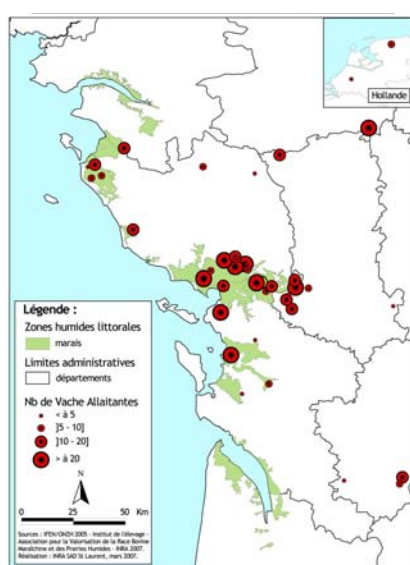 Hollande
Légende :
Zones humides littorales
marais
Limites administratives
départements
Nb de Vache Allaitantes
< à 5
]5 - 10]
]10 - 20]
> à 20
N
0 25 50 Km
Sources : IFEN/ONZH 2005 - Institut de l'élevage -
Association pour la Valorisation de la Race Bovine
Maraîchine et des Prairies Humides - INRA 2007.
Réalisation : INRA SAD St Laurent, mars 2007.